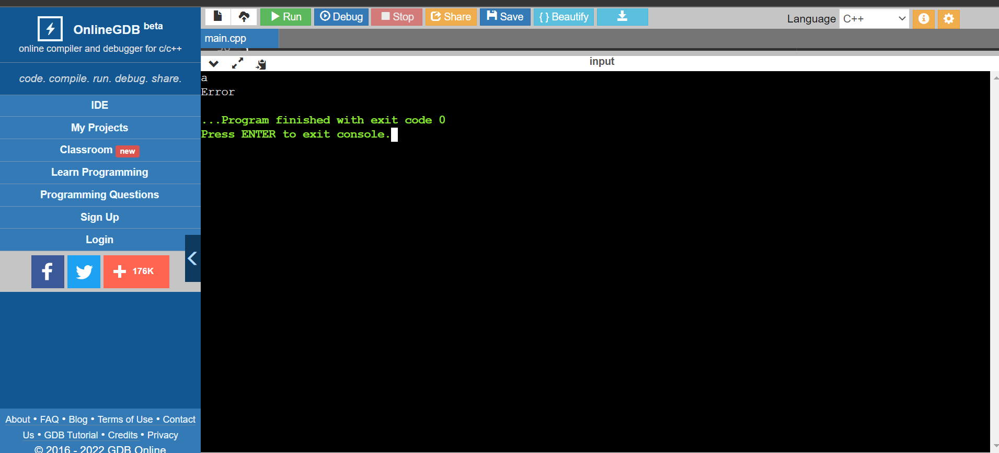 OnlineGDB beta
online compiler and debugger for c/c++
code. compile. run. debug. share.
IDE
My Projects
Classroom new
Learn Programming
Programming Questions
Sign Up
Login
176K
About • FAQ • Blog • Terms of Use • Contact
Us • GDB Tutorial • Credits • Privacy
© 2016 - 2022 GDB Online
Run Debug Stop Share Save { } Beautify
Language C++
main.cpp
input
a
Error
...Program finished with exit code 0
Press ENTER to exit console.